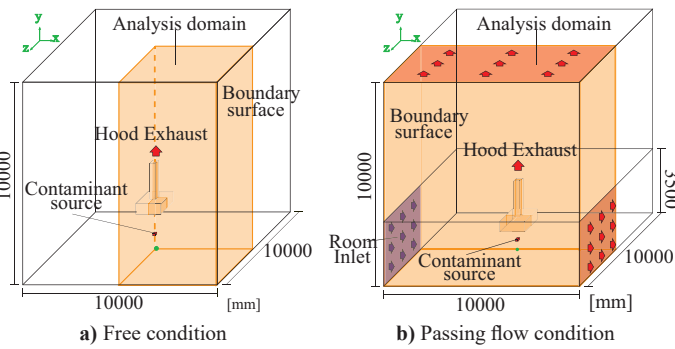 y
x
z
Analysis domain
Boundary
surface
Hood Exhaust
10000
Contaminant
source
10000
10000
[mm]
a) Free condition
y
x
z
Analysis domain
Boundary
surface
Hood Exhaust
10000
3500
Room
Inlet
Contaminant
source
10000
10000
[mm]
b) Passing flow condition